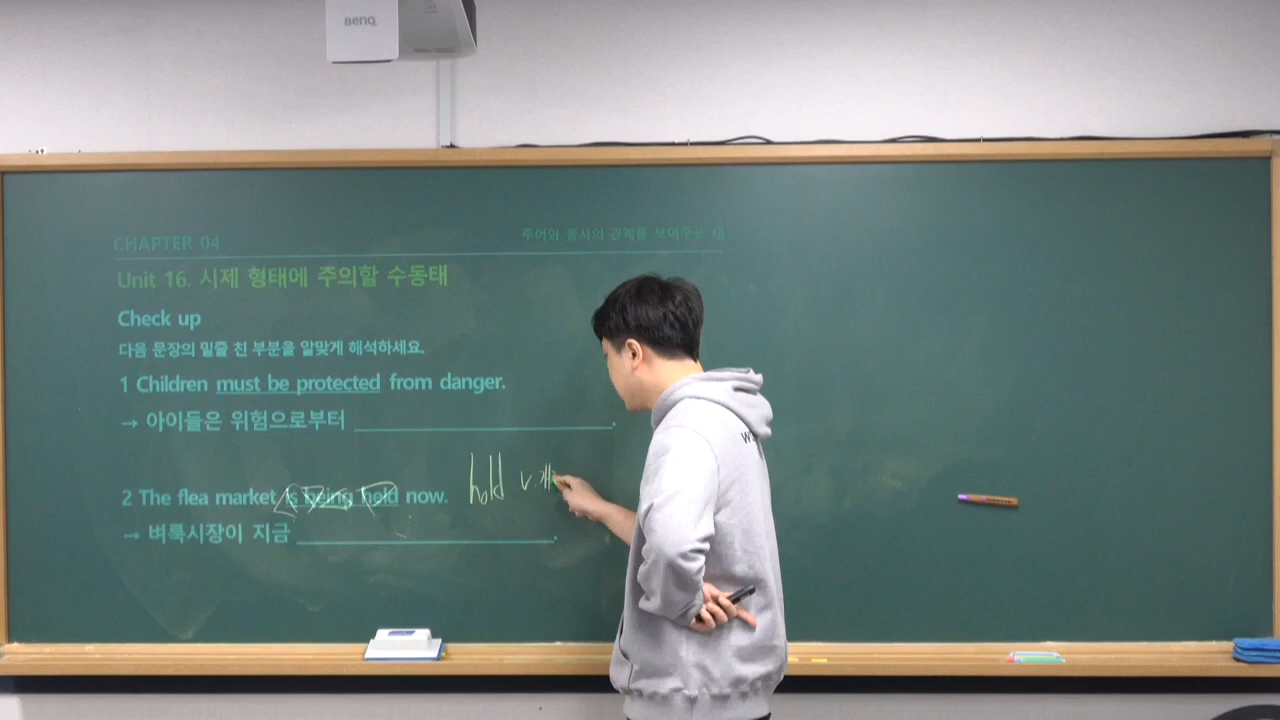 BenQ
CHAPTER 04
주어와 동사의 관계를 보여주는 태
Unit 16. 시제 형태에 주의할 수동태
Check up
다음 문장의 밑줄 친 부분을 알맞게 해석하세요.
1 Children must be protected from danger.
→ 아이들은 위험으로부터 .
hold v. 개
2 The flea market is being held now.
→ 벼룩시장이 지금 .